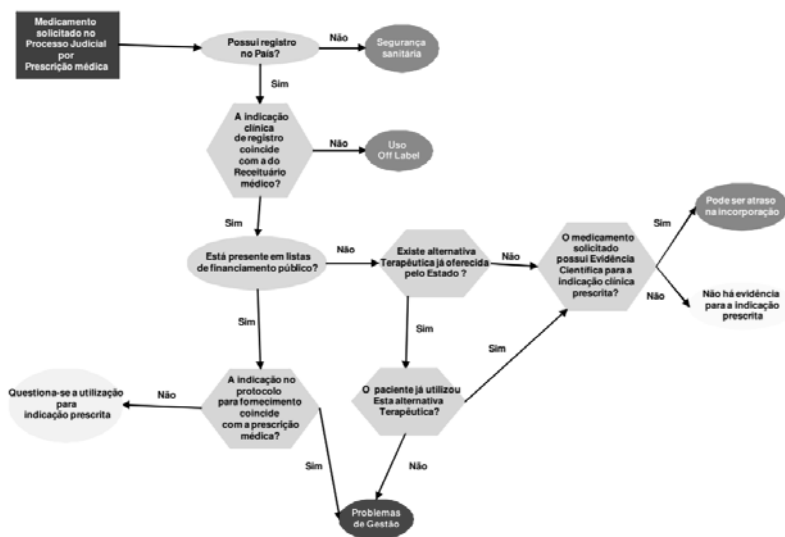 Medicamento
solicitado no
Processo Judicial
por
Prescrição médica
Possui registro
no País?
Não
Segurança
sanitária
Sim
A indicação
clínica
de registro
coincide
com a do
Receituário
médico?
Não
Uso
Off Label
Sim
Está presente em listas
de financiamento público?
Não
Existe alternativa
Terapêutica já oferecida
pelo Estado ?
Não
O medicamento
solicitado
possui Evidência
Científica para a
indicação clínica
prescrita?
Sim
Pode ser atraso
na incorporação
Não
Não há evidência
para a indicação
prescrita
Sim
Sim
Sim
O paciente já utilizou
Esta alternativa
Terapêutica?
A indicação no
protocolo
para fornecimento
coincide
com a prescrição
médica?
Não
Questiona-se a utilização
para
indicação prescrita
Sim
Não
Problemas
de Gestão